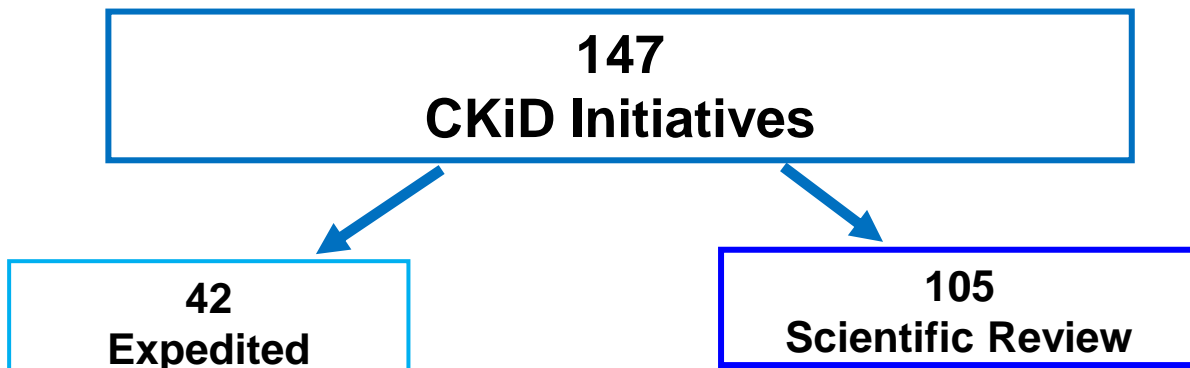 147
CKiD Initiatives
42
Expedited
105
Scientific Review